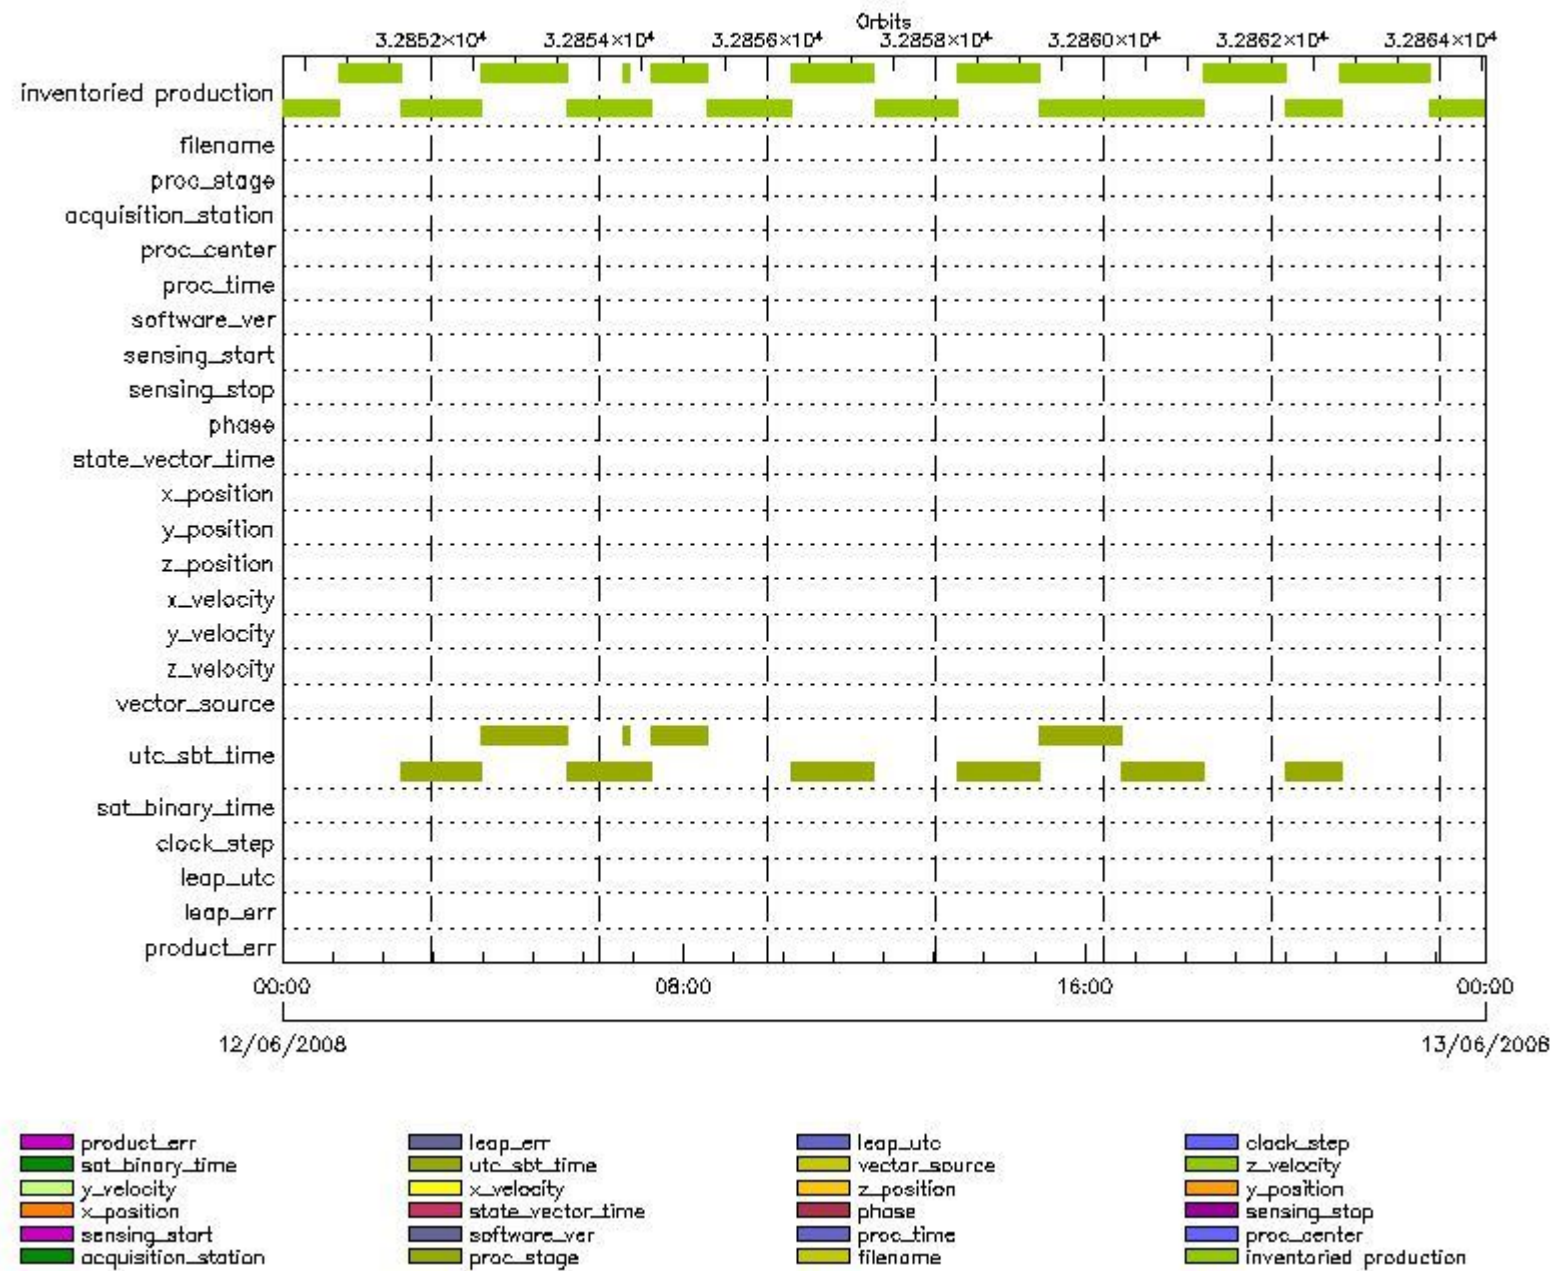 Orbits
3.2852×10⁴ 3.2854×10⁴ 3.2856×10⁴ 3.2858×10⁴ 3.2860×10⁴ 3.2862×10⁴ 3.2864×10⁴
inventoried production
filename
proc_stage
acquisition_station
proc_center
proc_time
software_ver
sensing_start
sensing_stop
phase
state_vector_time
x_position
y_position
z_position
x_velocity
y_velocity
z_velocity
vector_source
utc_sbt_time
sat_binary_time
clock_step
leap_utc
leap_err
product_err
00:00 08:00 16:00 00:00
12/06/2008 13/06/2008
product_err leap_err leap_utc clock_step
sat_binary_time utc_sbt_time vector_source z_velocity
y_velocity x_velocity z_position y_position
x_position state_vector_time phase sensing_stop
sensing_start software_ver proc_time proc_center
acquisition_station proc_stage filename inventoried production